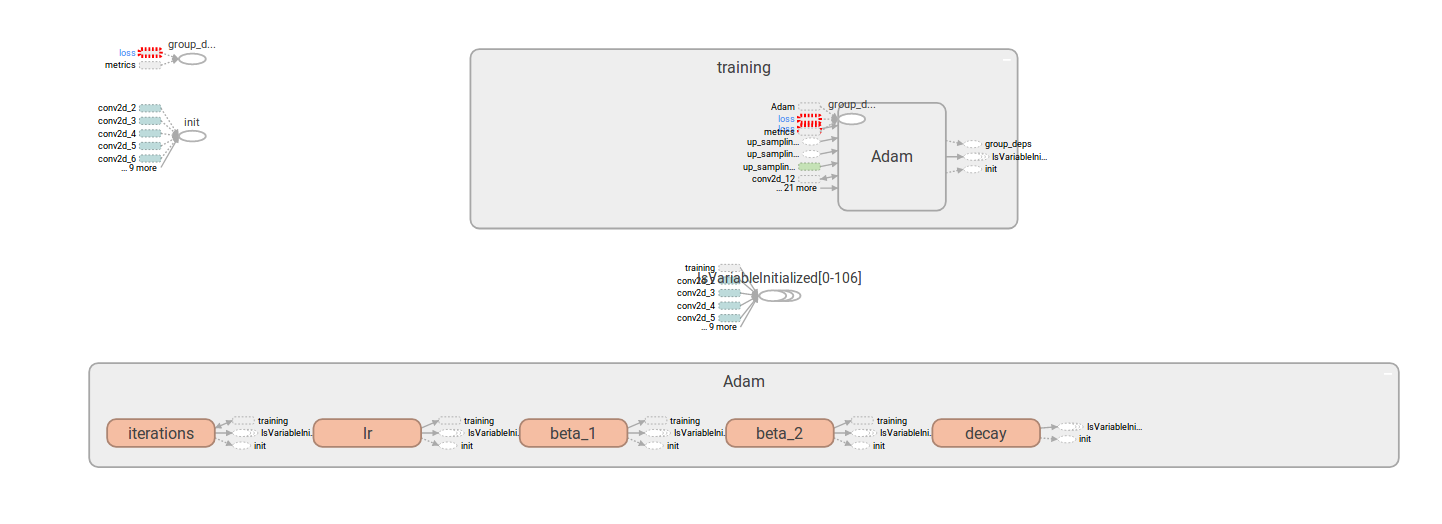 group_d...
loss
metrics
init
conv2d_2
conv2d_3
conv2d_4
conv2d_5
conv2d_6
... 9 more
training
group_d...
Adam
loss
loss
metrics
up_samplin...
up_samplin...
up_samplin...
conv2d_12
... 21 more
Adam
group_deps
IsVariableIni...
init
IsVariableInitialized[0-106]
training
conv2d_2
conv2d_3
conv2d_4
conv2d_5
... 9 more
Adam
iterations
training
IsVariableIni...
init
lr
training
IsVariableIni...
init
beta_1
training
IsVariableIni...
init
beta_2
training
IsVariableIni...
init
decay
IsVariableIni...
init